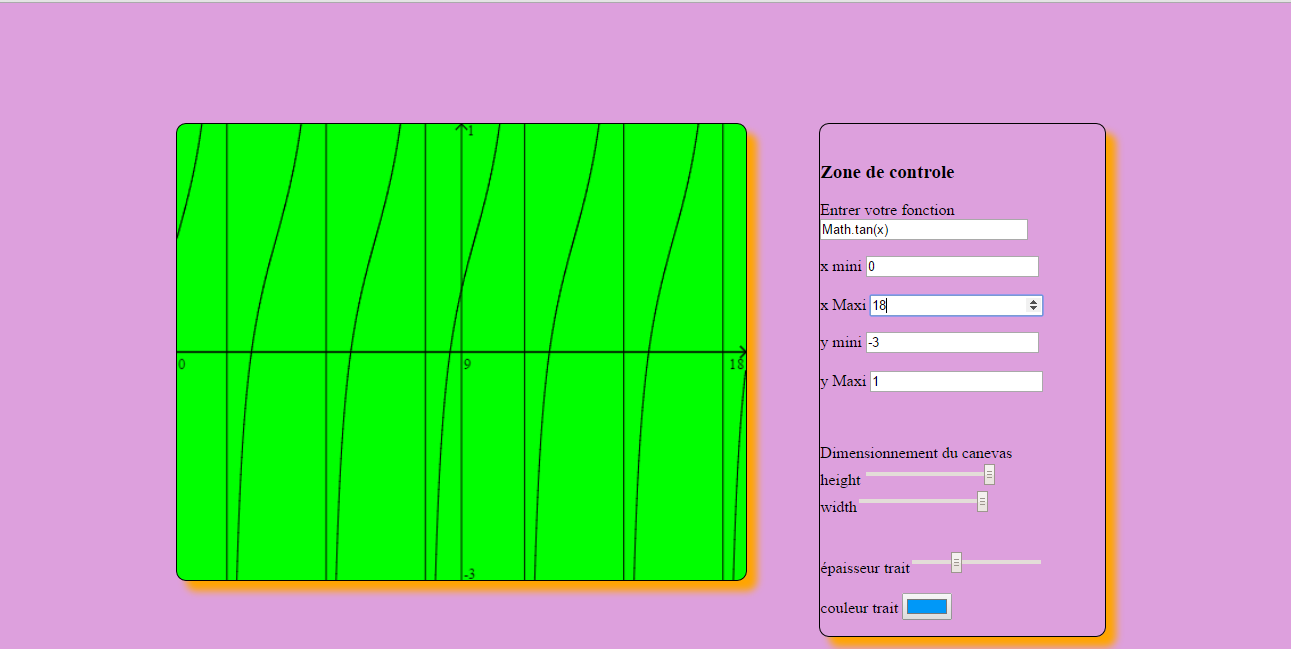 1
0
9
18
-3
Zone de controle
Entrer votre fonction
Math.tan(x)
x mini 0
x Maxi 18
y mini -3
y Maxi 1
Dimensionnement du canevas
height
width
épaisseur trait
couleur trait